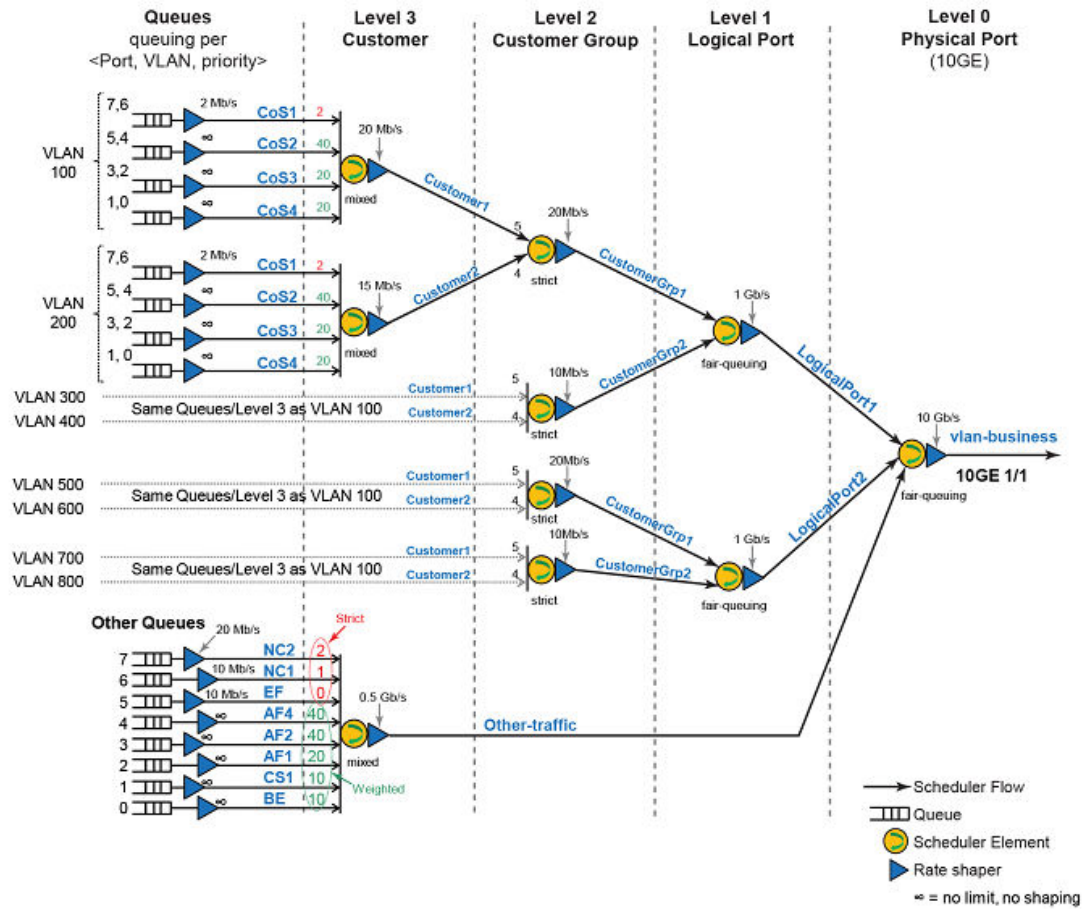 Queues
queuing per
<Port, VLAN, priority>
Level 3
Customer
Level 2
Customer Group
Level 1
Logical Port
Level 0
Physical Port
(10GE)
VLAN
100
7,6
2 Mb/s
CoS1
2
5,4
∞
CoS2
40
3,2
∞
CoS3
20
1,0
∞
CoS4
20
20 Mb/s
mixed
Customer1
VLAN
200
7,6
2 Mb/s
CoS1
2
5, 4
∞
CoS2
40
3, 2
∞
CoS3
20
1, 0
∞
CoS4
20
15 Mb/s
mixed
Customer2
5
4
20Mb/s
strict
CustomerGrp1
VLAN 300
VLAN 400
Same Queues/Level 3 as VLAN 100
Customer1
Customer2
5
4
10Mb/s
strict
CustomerGrp2
1 Gb/s
fair-queuing
LogicalPort1
VLAN 500
VLAN 600
Same Queues/Level 3 as VLAN 100
Customer1
Customer2
5
4
20Mb/s
strict
CustomerGrp1
VLAN 700
VLAN 800
Same Queues/Level 3 as VLAN 100
Customer1
Customer2
5
4
10Mb/s
strict
CustomerGrp2
1 Gb/s
fair-queuing
LogicalPort2
10 Gb/s
vlan-business
10GE 1/1
fair-queuing
Other Queues
Strict
7
20 Mb/s
NC2
2
6
10 Mb/s
NC1
1
5
10 Mb/s
EF
0
4
∞
AF4
40
3
∞
AF2
40
2
∞
AF1
20
1
∞
CS1
10
0
∞
BE
10
Weighted
0.5 Gb/s
mixed
Other-traffic
Scheduler Flow
Queue
Scheduler Element
Rate shaper
∞ = no limit, no shaping